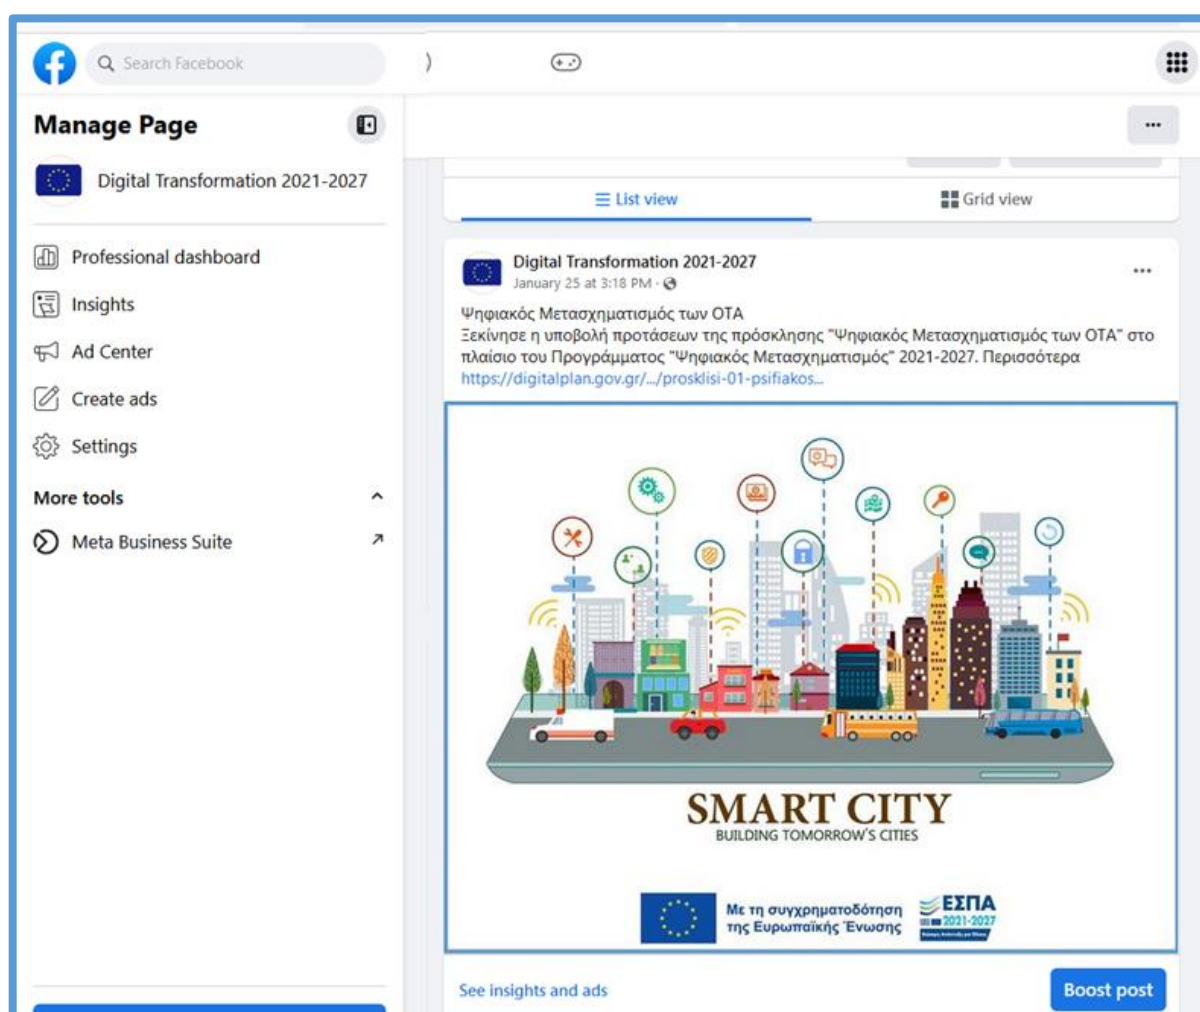 Search Facebook
Manage Page
Digital Transformation 2021-2027
Professional dashboard
Insights
Ad Center
Create ads
Settings
More tools
Meta Business Suite
List view
Grid view
Digital Transformation 2021-2027
January 25 at 3:18 PM ·
Ψηφιακός Μετασχηματισμός των ΟΤΑ
Ξεκίνησε η υποβολή προτάσεων της πρόσκλησης "Ψηφιακός Μετασχηματισμός των ΟΤΑ" στο
πλαίσιο του Προγράμματος "Ψηφιακός Μετασχηματισμός" 2021-2027. Περισσότερα
https://digitalplan.gov.gr/.../prosklisi-01-psifiakos...
SMART CITY
BUILDING TOMORROW'S CITIES
Με τη συγχρηματοδότηση
της Ευρωπαϊκής Ένωσης
ΕΣΠΑ
2021-2027
See insights and ads
Boost post